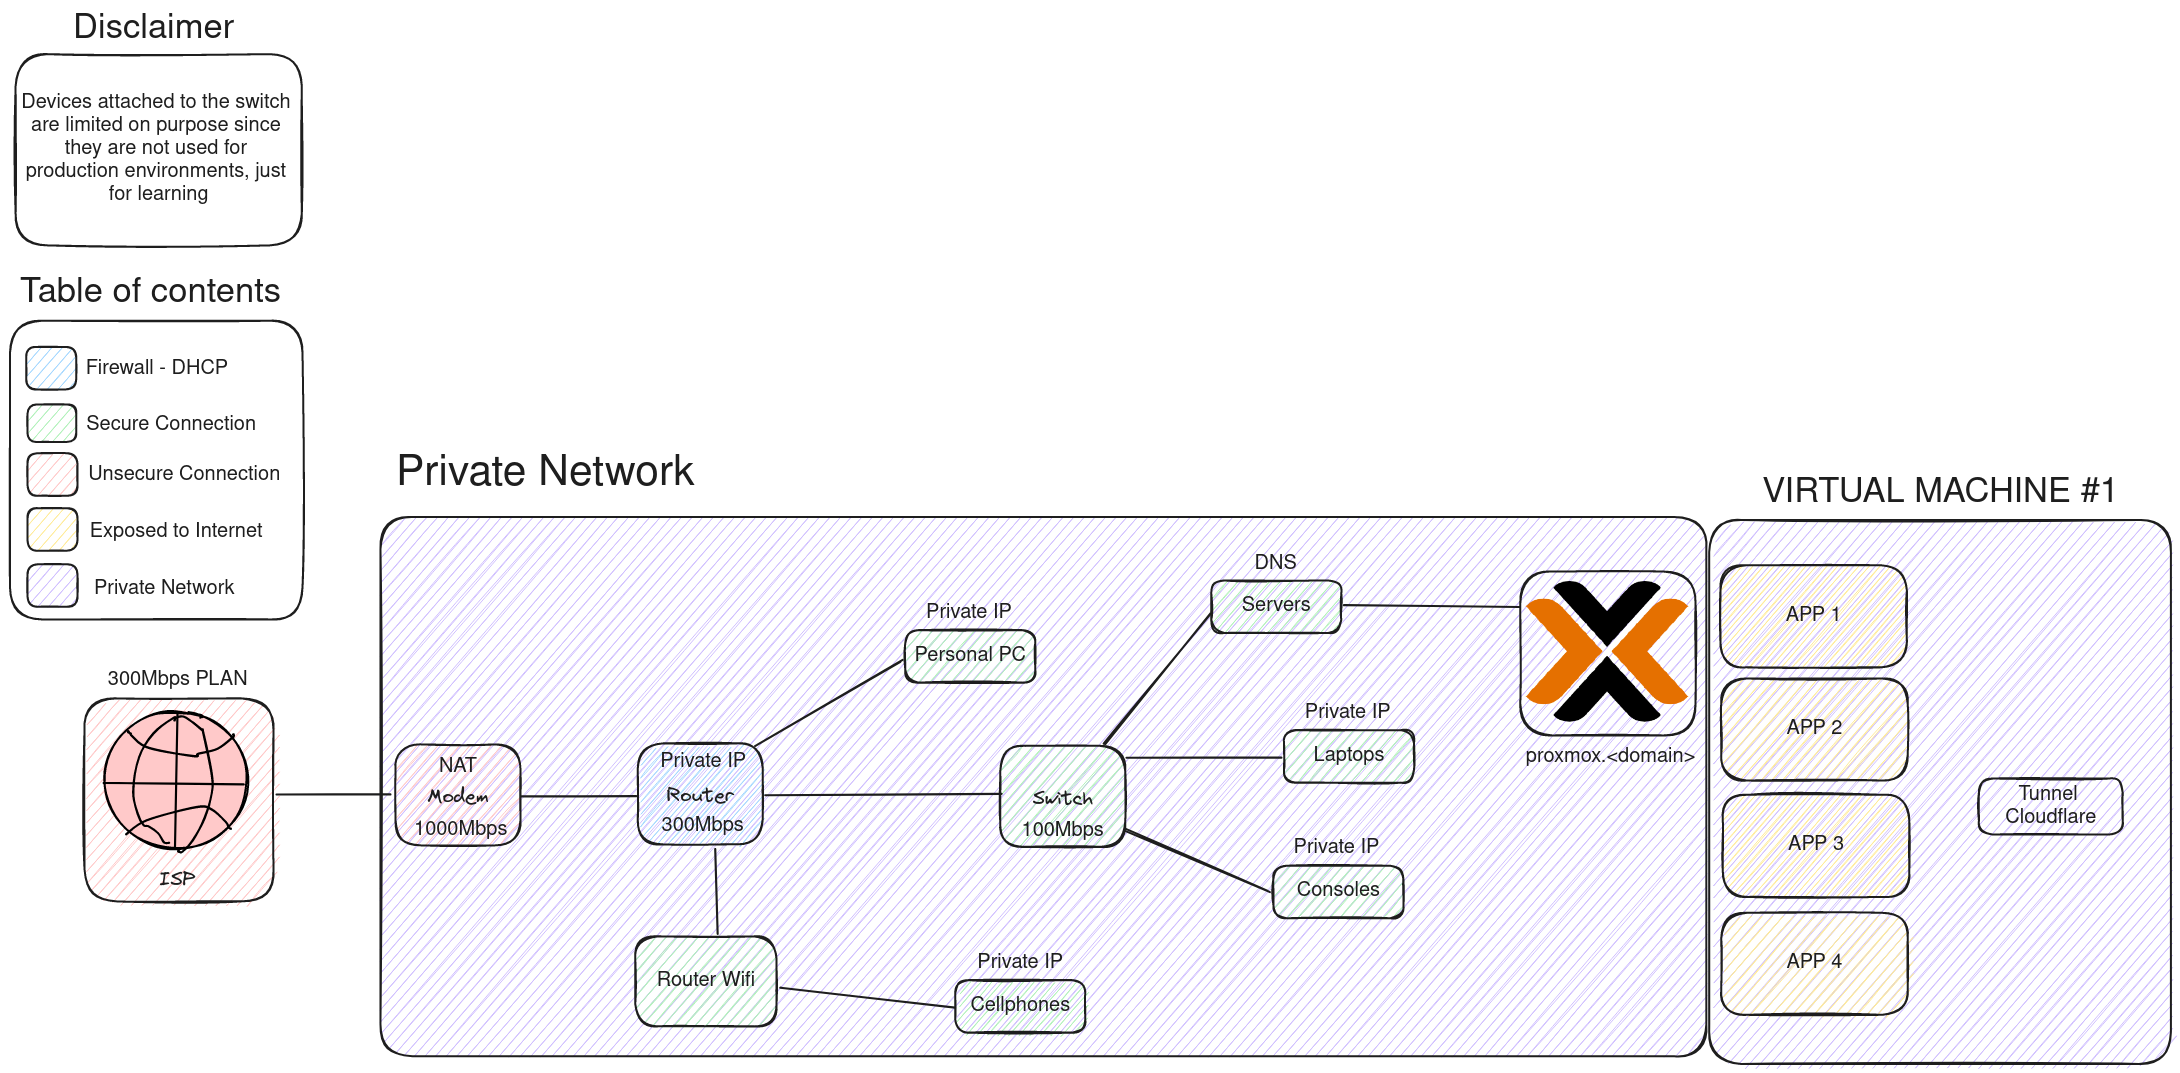 Disclaimer
Devices attached to the switch
are limited on purpose since
they are not used for
production environments, just
for learning
Table of contents
Firewall - DHCP
Secure Connection
Unsecure Connection
Exposed to Internet
Private Network
300Mbps PLAN
ISP
Private Network
NAT
Modem
1000Mbps
Private IP
Router
300Mbps
Private IP
Personal PC
Router Wifi
Private IP
Cellphones
Switch
100Mbps
DNS
Servers
Private IP
Laptops
Private IP
Consoles
proxmox.<domain>
VIRTUAL MACHINE #1
APP 1
APP 2
APP 3
APP 4
Tunnel
Cloudflare